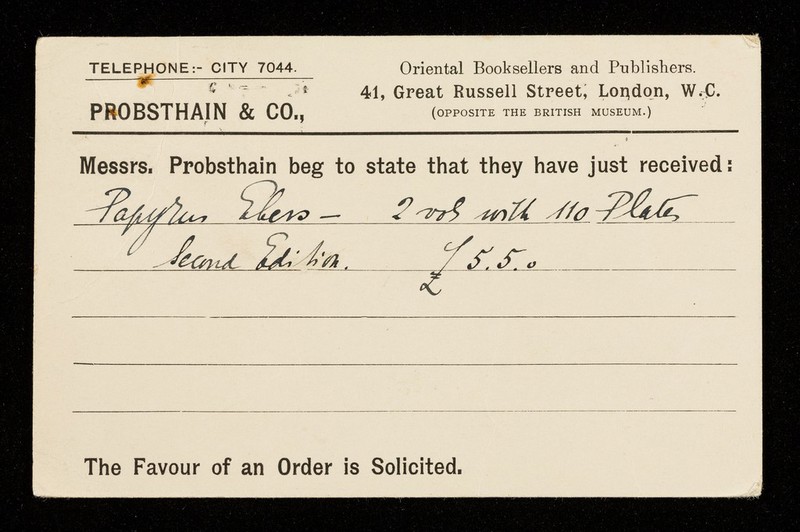 TELEPHONE:- CITY 7044.
PROBSTHAIN & CO.,
Oriental Booksellers and Publishers.
41, Great Russell Street, London, W.C.
(OPPOSITE THE BRITISH MUSEUM.)
Messrs. Probsthain beg to state that they have just received:
Papyrus Ebers — 2 vols with 110 Plates
Second Edition. £5.5.0
The Favour of an Order is Solicited.